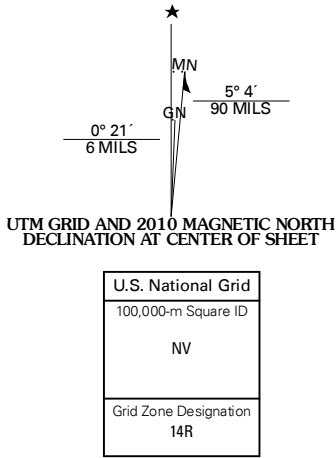 MN
5° 4´
90 MILS
GN
0° 21´
6 MILS
UTM GRID AND 2010 MAGNETIC NORTH
DECLINATION AT CENTER OF SHEET
U.S. National Grid
100,000-m Square ID
NV
Grid Zone Designation
14R